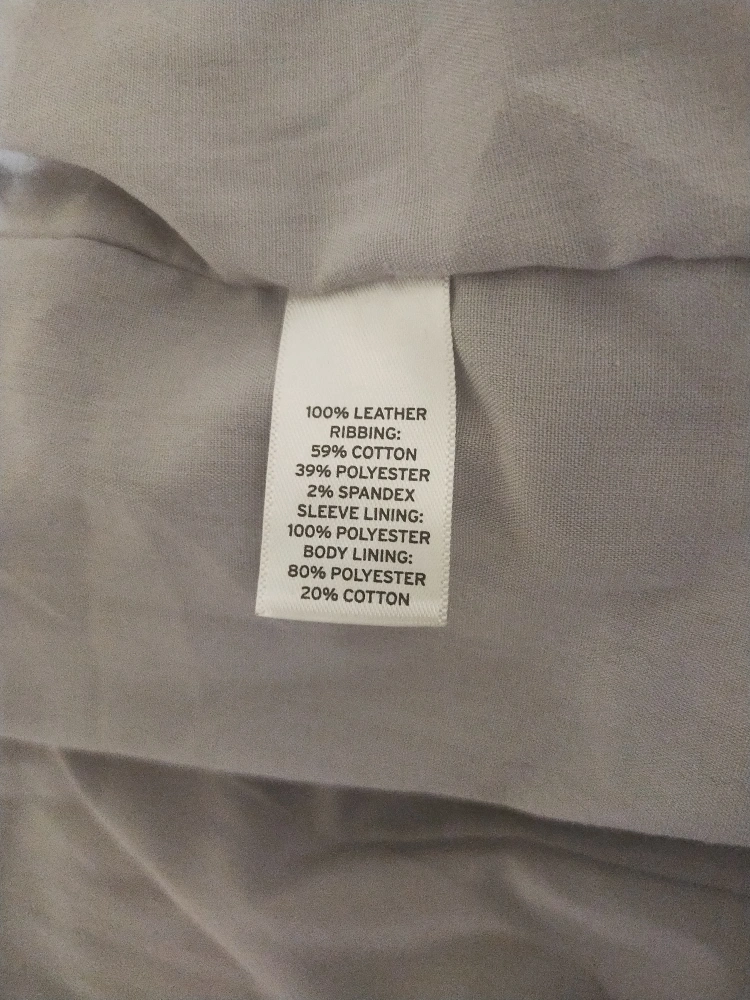 100% LEATHER
RIBBING:
59% COTTON
39% POLYESTER
2% SPANDEX
SLEEVE LINING:
100% POLYESTER
BODY LINING:
80% POLYESTER
20% COTTON